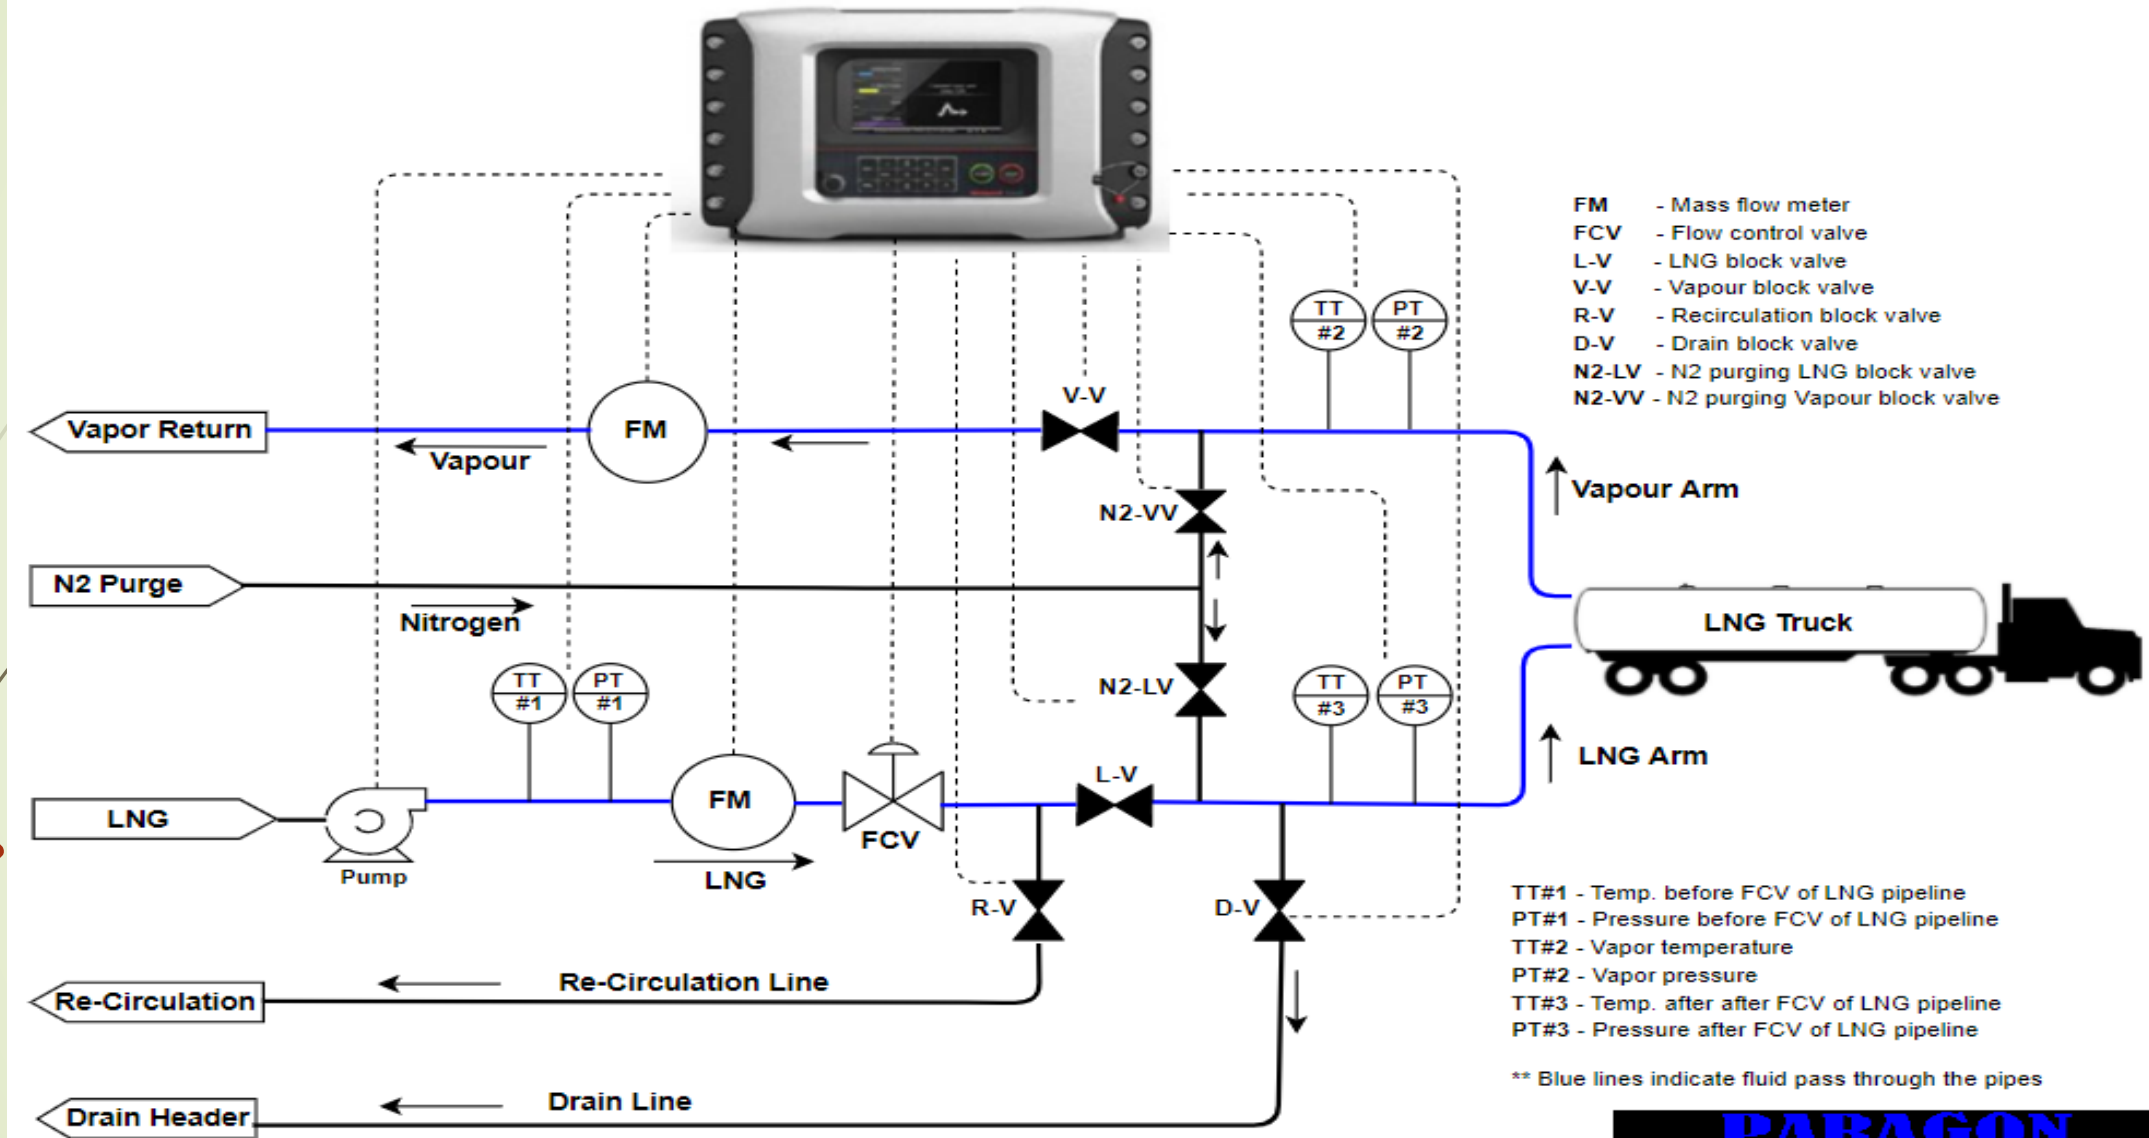 FM - Mass flow meter
FCV - Flow control valve
L-V - LNG block valve
V-V - Vapour block valve
R-V - Recirculation block valve
D-V - Drain block valve
N2-LV - N2 purging LNG block valve
N2-VV - N2 purging Vapour block valve
TT #2
PT #2
V-V
Vapor Return
FM
Vapour
Vapour Arm
N2-VV
N2 Purge
Nitrogen
LNG Truck
TT #1
PT #1
N2-LV
TT #3
PT #3
LNG Arm
LNG
Pump
FM
LNG
FCV
L-V
R-V
D-V
TT#1 - Temp. before FCV of LNG pipeline
PT#1 - Pressure before FCV of LNG pipeline
TT#2 - Vapor temperature
PT#2 - Vapor pressure
TT#3 - Temp. after after FCV of LNG pipeline
PT#3 - Pressure after FCV of LNG pipeline
Re-Circulation
Re-Circulation Line
** Blue lines indicate fluid pass through the pipes
Drain Header
Drain Line
PARAGON